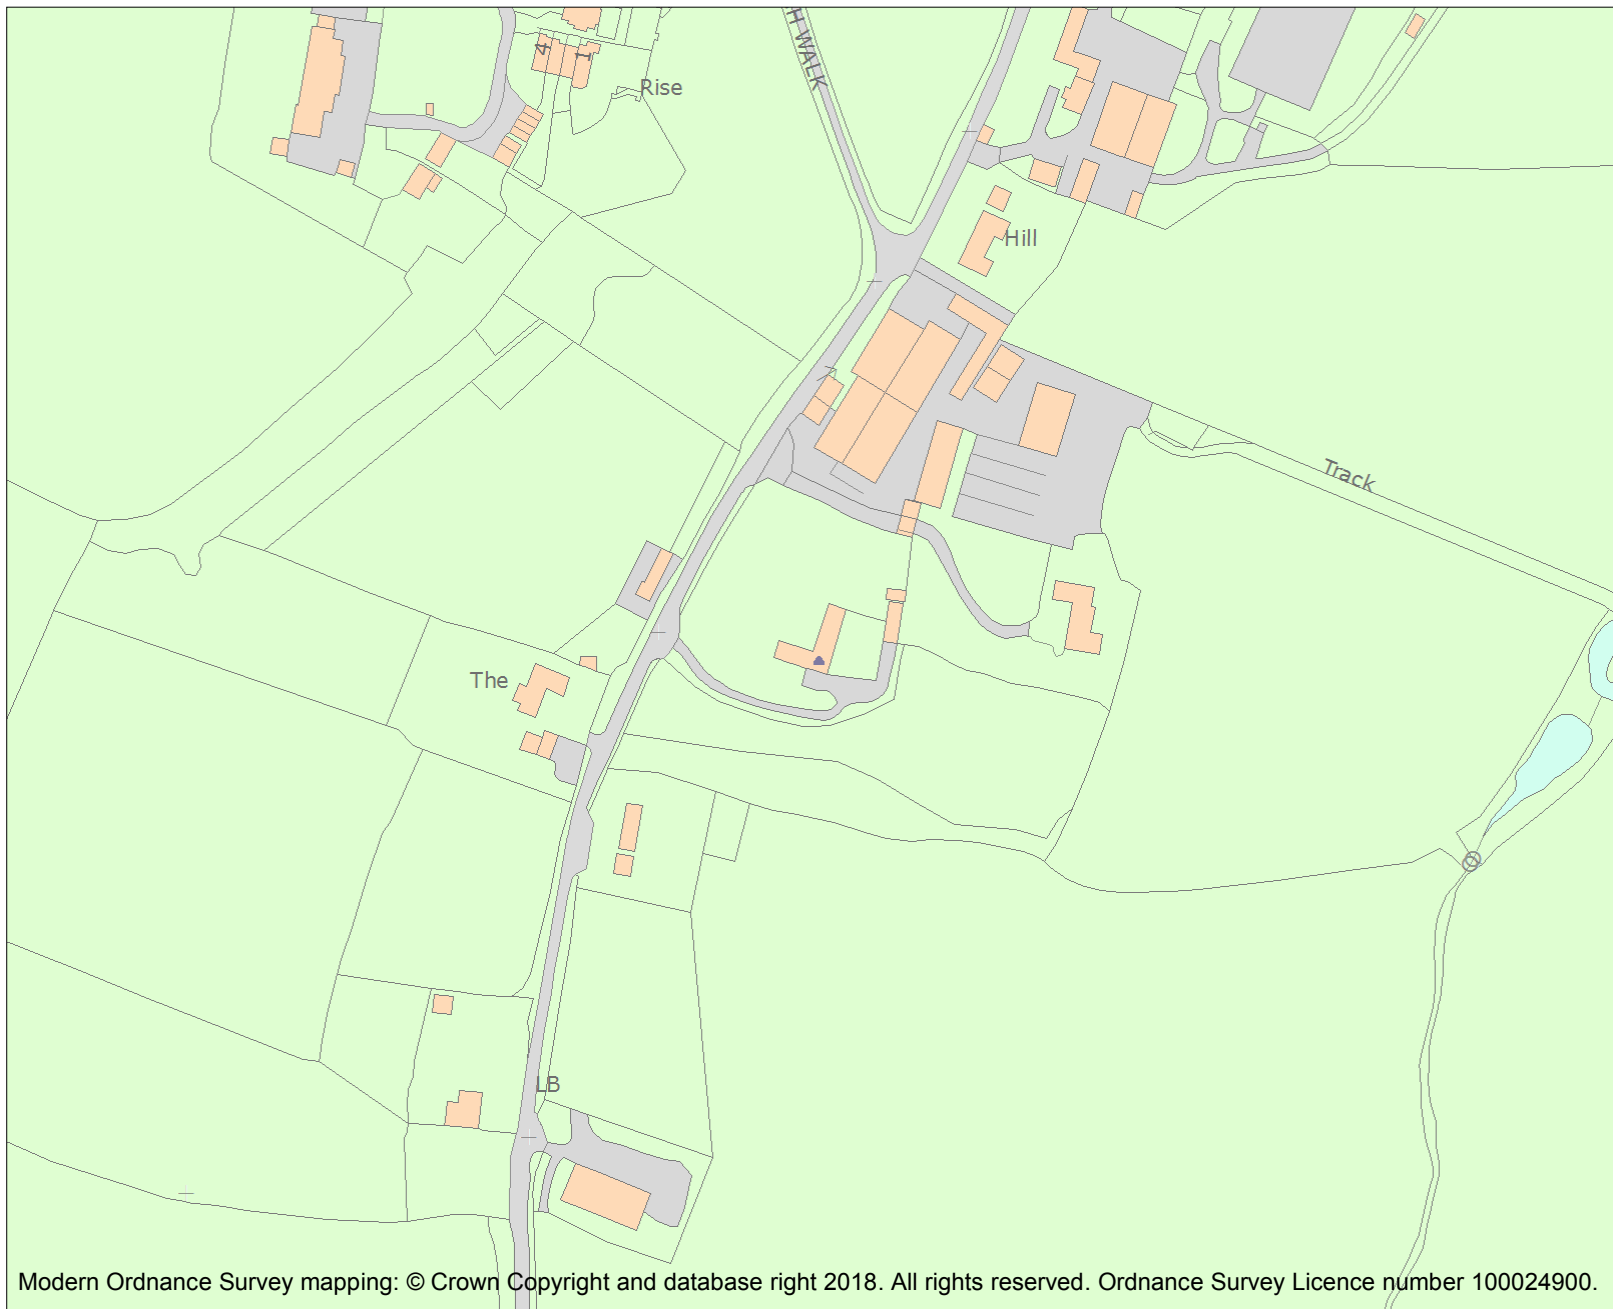 4
1
Rise
H WALK
Hill
Track
The
LB
Modern Ordnance Survey mapping: © Crown Copyright and database right 2018. All rights reserved. Ordnance Survey Licence number 100024900.